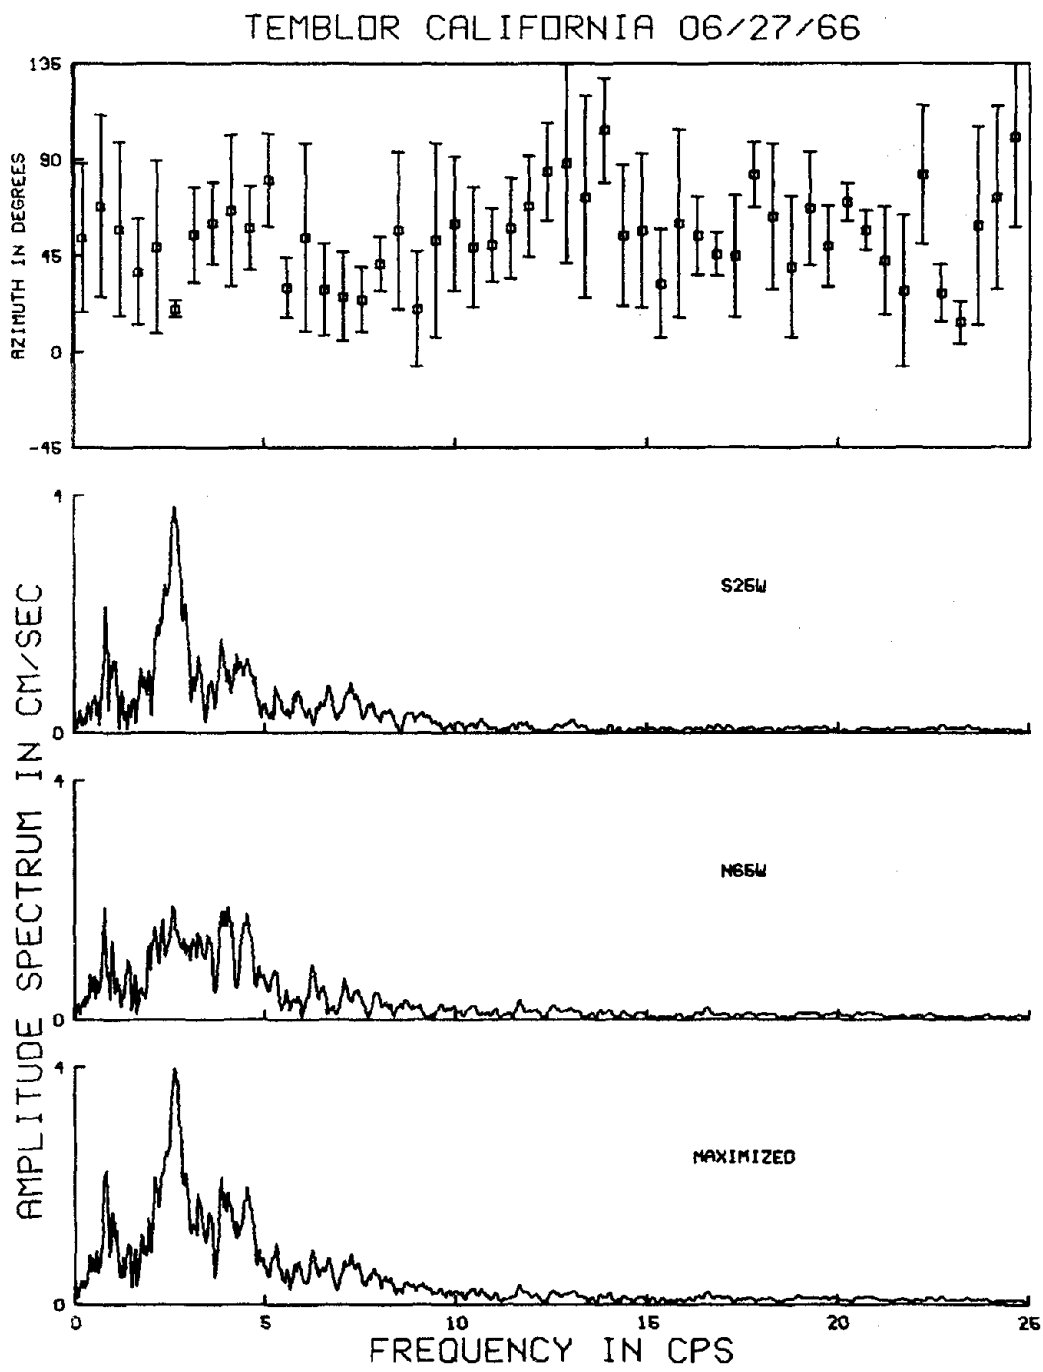 TEMBLOR CALIFORNIA 06/27/66
135
90
45
0
-45
AZIMUTH IN DEGREES
4
S25W
0
4
N65W
0
4
MAXIMIZED
0
AMPLITUDE SPECTRUM IN CM/SEC
0 5 10 15 20 25
FREQUENCY IN CPS